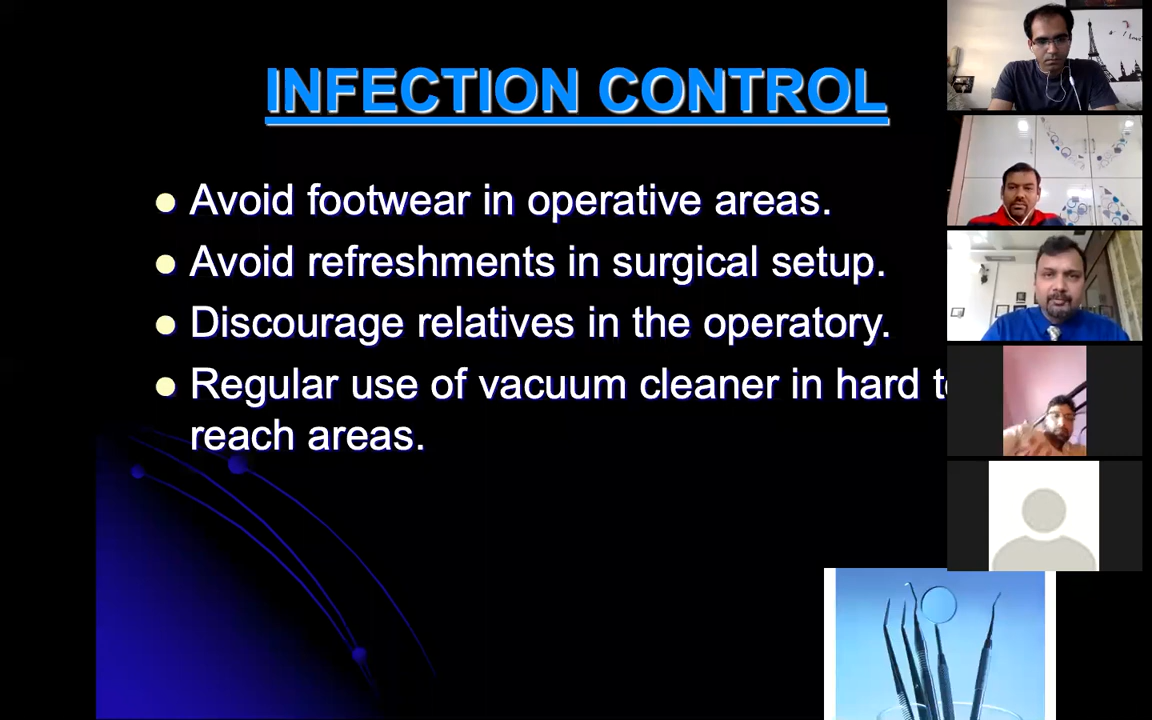 INFECTION CONTROL
Avoid footwear in operative areas.
Avoid refreshments in surgical setup.
Discourage relatives in the operatory.
Regular use of vacuum cleaner in hard
reach areas.